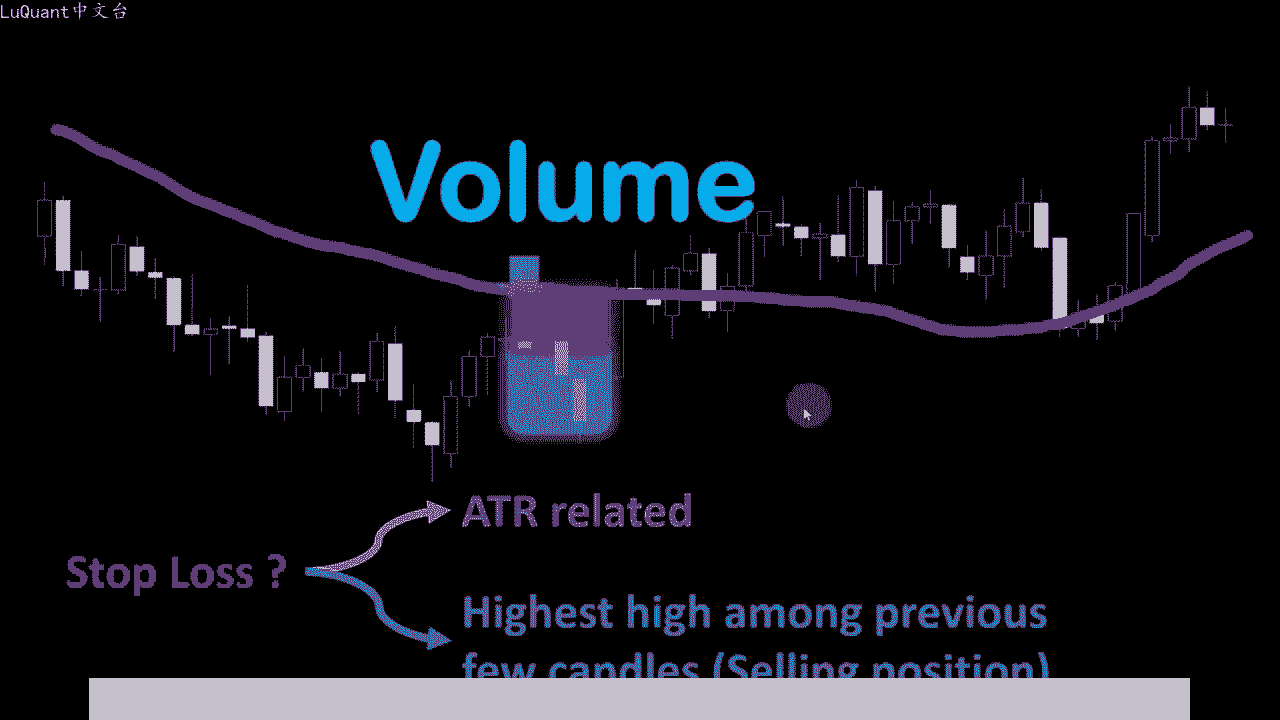 LuQuant中文台
Volume
ATR related
Stop Loss ?
Highest high among previous
few candles (Selling position)